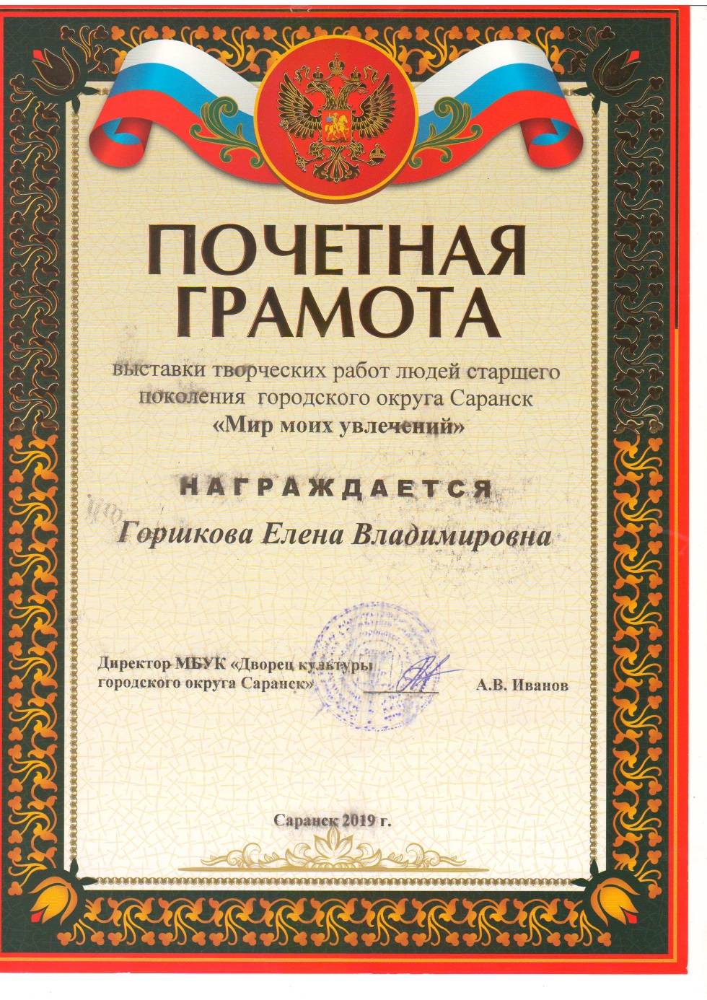 ПОЧЕТНАЯ
ГРАМОТА
выставки творческих работ людей старшего
поколения городского округа Саранск
«Мир моих увлечений»
НАГРАЖДАЕТСЯ
Горшкова Елена Владимировна
Директор МБУК «Дворец культуры
городского округа Саранск» А.В. Иванов
Саранск 2019 г.